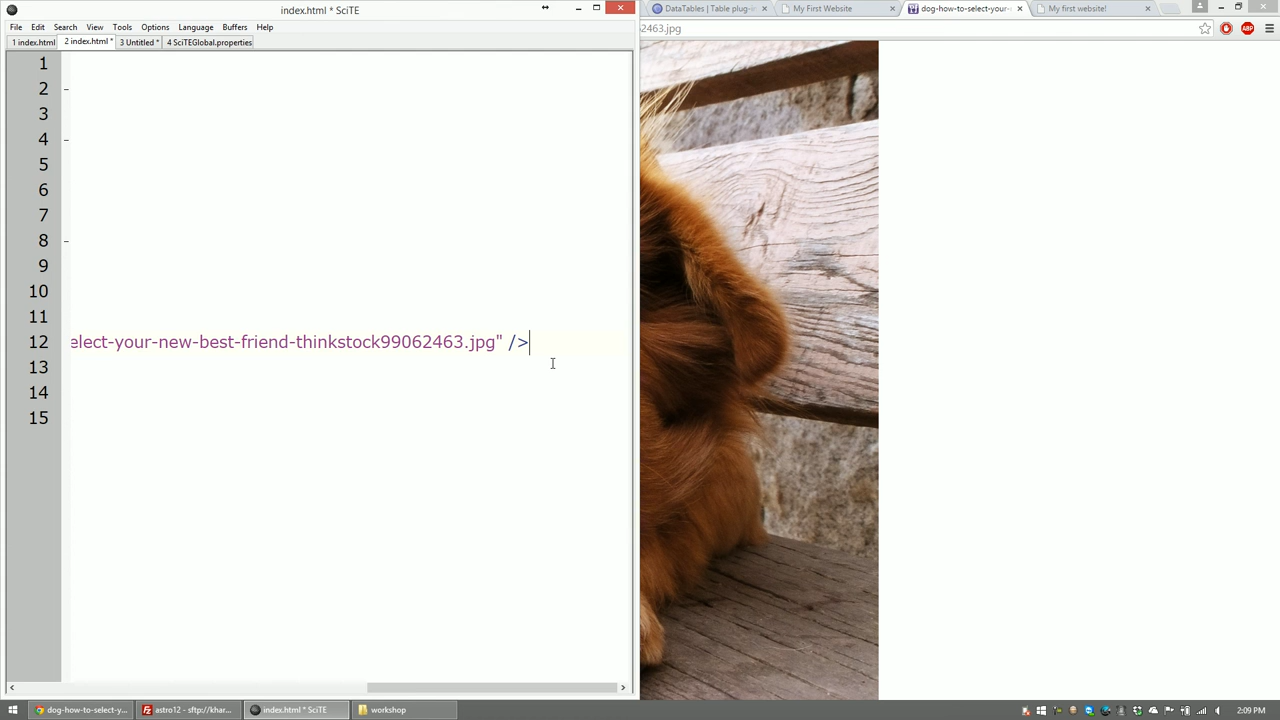 index.html * SciTE
File Edit Search View Tools Options Language Buffers Help
1 index.html 2 index.html * 3 Untitled * 4 SciTEGlobal.properties
1
2
3
4
5
6
7
8
9
10
11
12 elect-your-new-best-friend-thinkstock99062463.jpg" />
13
14
15
DataTables | Table plug-in
My First Website
dog-how-to-select-your-
My first website!
2463.jpg
ABP
dog-how-to-select-y...
astro12 - sftp://khar...
index.html * SciTE
workshop
2:09 PM